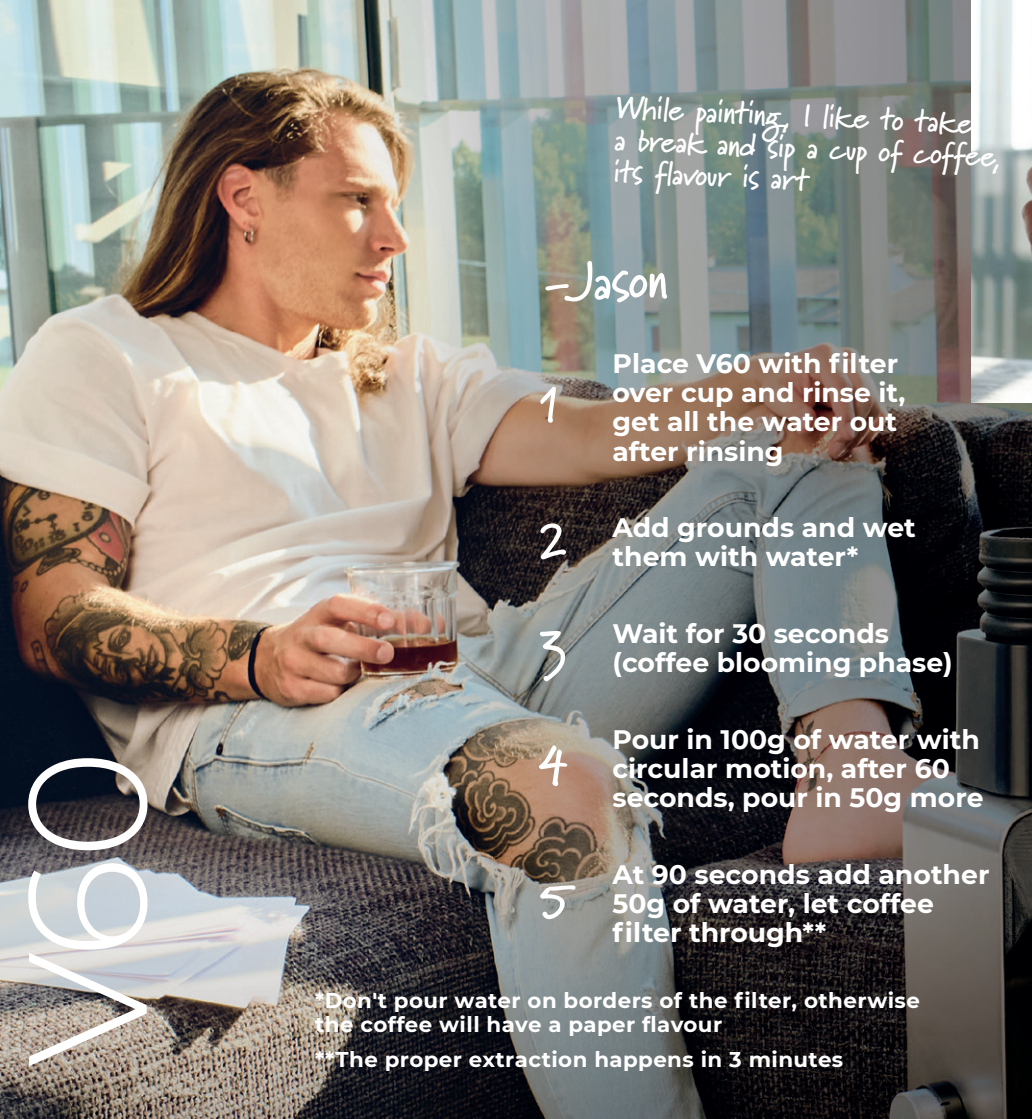 While painting, I like to take
a break and sip a cup of coffee,
its flavour is art
-Jason
1
Place V60 with filter
over cup and rinse it,
get all the water out
after rinsing
2
Add grounds and wet
them with water*
3
Wait for 30 seconds
(coffee blooming phase)
4
Pour in 100g of water with
circular motion, after 60
seconds, pour in 50g more
5
At 90 seconds add another
50g of water, let coffee
filter through**
V60
*Don't pour water on borders of the filter, otherwise
the coffee will have a paper flavour
**The proper extraction happens in 3 minutes